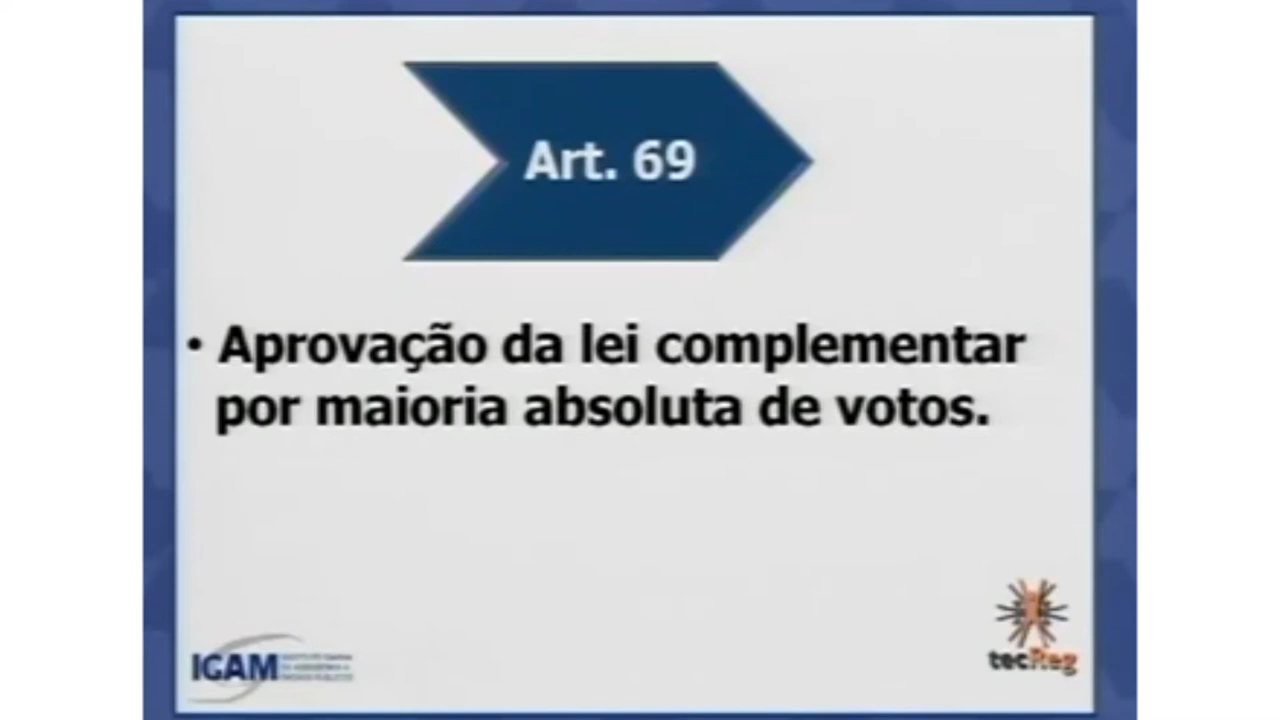 Art. 69
• Aprovação da lei complementar
por maioria absoluta de votos.
IGAM
tecReg